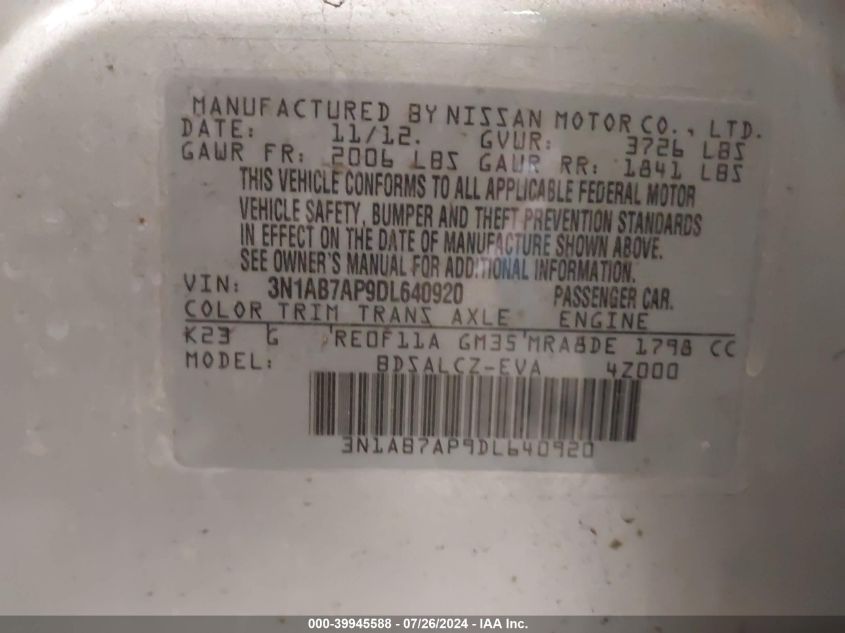 MANUFACTURED BY NISSAN MOTOR CO., LTD.
DATE: 11/12. GVWR: 3726 LBS
GAWR FR: 2006 LBS GAWR RR: 1841 LBS
THIS VEHICLE CONFORMS TO ALL APPLICABLE FEDERAL MOTOR
VEHICLE SAFETY, BUMPER AND THEFT PREVENTION STANDARDS
IN EFFECT ON THE DATE OF MANUFACTURE SHOWN ABOVE.
SEE OWNER'S MANUAL FOR ADDITIONAL INFORMATION.
VIN: 3N1AB7AP9DL640920 PASSENGER CAR.
COLOR TRIM TRANS AXLE ENGINE
K23 G RE0F11A GM35 MRA8DE 1798 CC
MODEL: BDSALCZ-EVA 4Z000
3N1AB7AP9DL640920
000-39945588 - 07/26/2024 - IAA Inc.